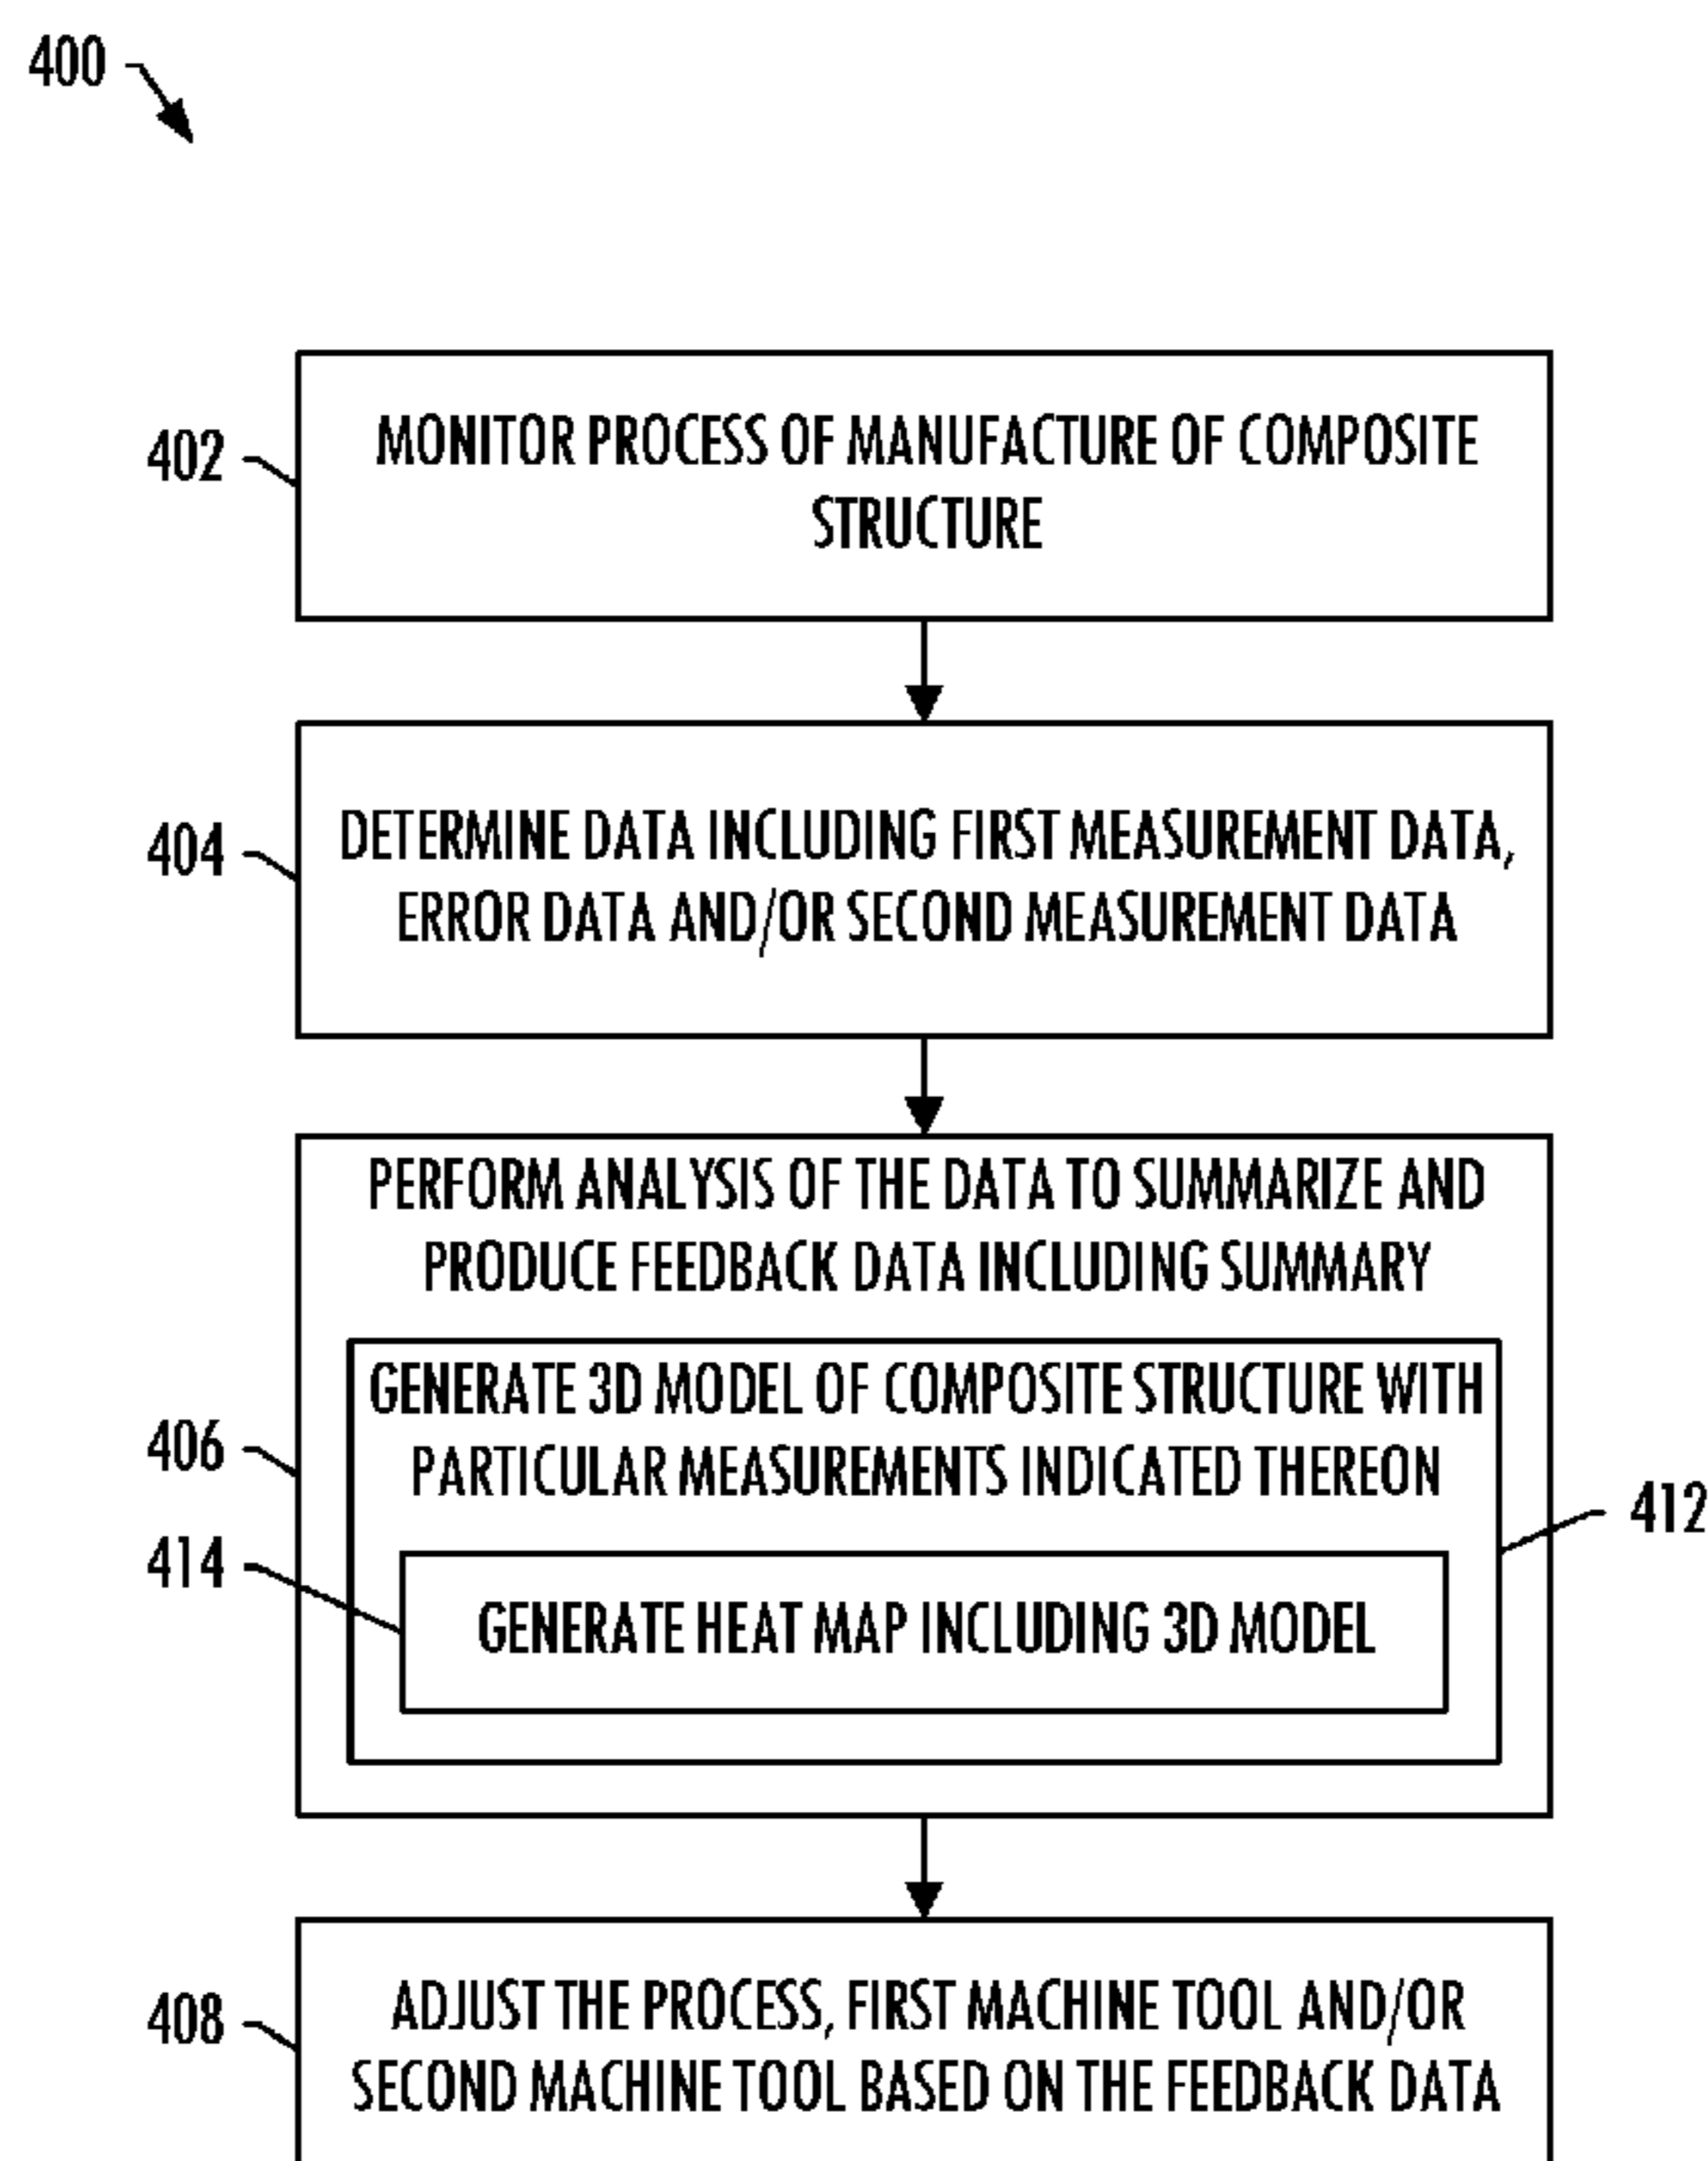 400
402
MONITOR PROCESS OF MANUFACTURE OF COMPOSITE
STRUCTURE
404
DETERMINE DATA INCLUDING FIRST MEASUREMENT DATA,
ERROR DATA AND/OR SECOND MEASUREMENT DATA
406
PERFORM ANALYSIS OF THE DATA TO SUMMARIZE AND
PRODUCE FEEDBACK DATA INCLUDING SUMMARY
412
GENERATE 3D MODEL OF COMPOSITE STRUCTURE WITH
PARTICULAR MEASUREMENTS INDICATED THEREON
414
GENERATE HEAT MAP INCLUDING 3D MODEL
408
ADJUST THE PROCESS, FIRST MACHINE TOOL AND/OR
SECOND MACHINE TOOL BASED ON THE FEEDBACK DATA